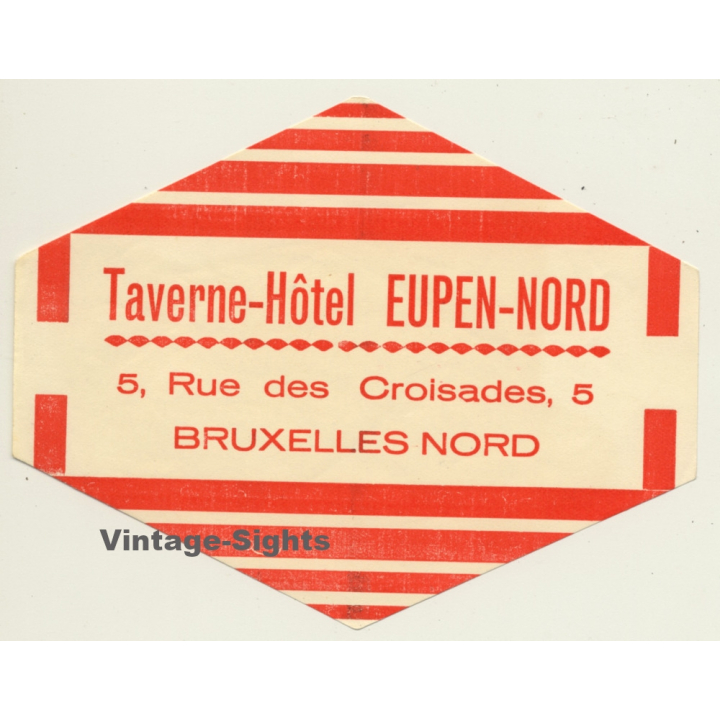 Taverne-Hôtel EUPEN-NORD
5, Rue des Croisades, 5
BRUXELLES NORD
Vintage-Sights